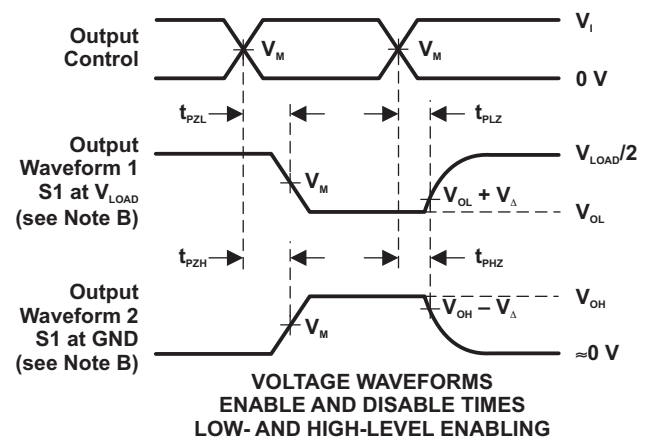 Output
Control
V_M
V_M
V_I
0 V
t_PZL
t_PLZ
Output
Waveform 1
S1 at V_LOAD
(see Note B)
V_M
V_OL + V_Δ
V_LOAD/2
V_OL
t_PZH
t_PHZ
Output
Waveform 2
S1 at GND
(see Note B)
V_M
V_OH – V_Δ
V_OH
≈0 V
VOLTAGE WAVEFORMS
ENABLE AND DISABLE TIMES
LOW- AND HIGH-LEVEL ENABLING